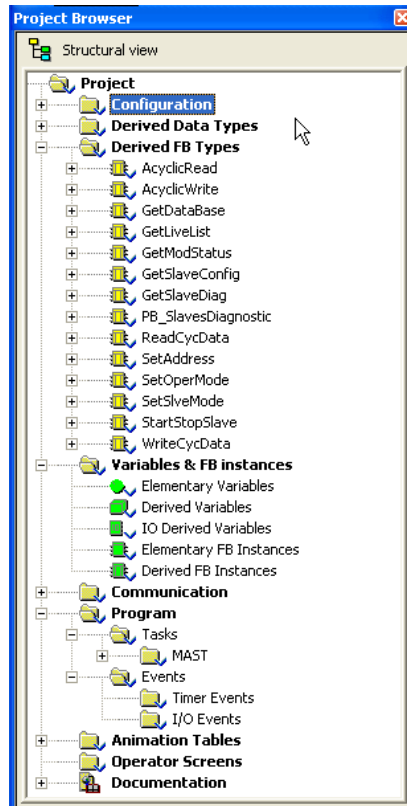 Project Browser
Structural view
Project
Configuration
Derived Data Types
Derived FB Types
AcyclicRead
AcyclicWrite
GetDataBase
GetLiveList
GetModStatus
GetSlaveConfig
GetSlaveDiag
PB_SlavesDiagnostic
ReadCycData
SetAddress
SetOperMode
SetSlveMode
StartStopSlave
WriteCycData
Variables & FB instances
Elementary Variables
Derived Variables
IO Derived Variables
Elementary FB Instances
Derived FB Instances
Communication
Program
Tasks
MAST
Events
Timer Events
I/O Events
Animation Tables
Operator Screens
Documentation